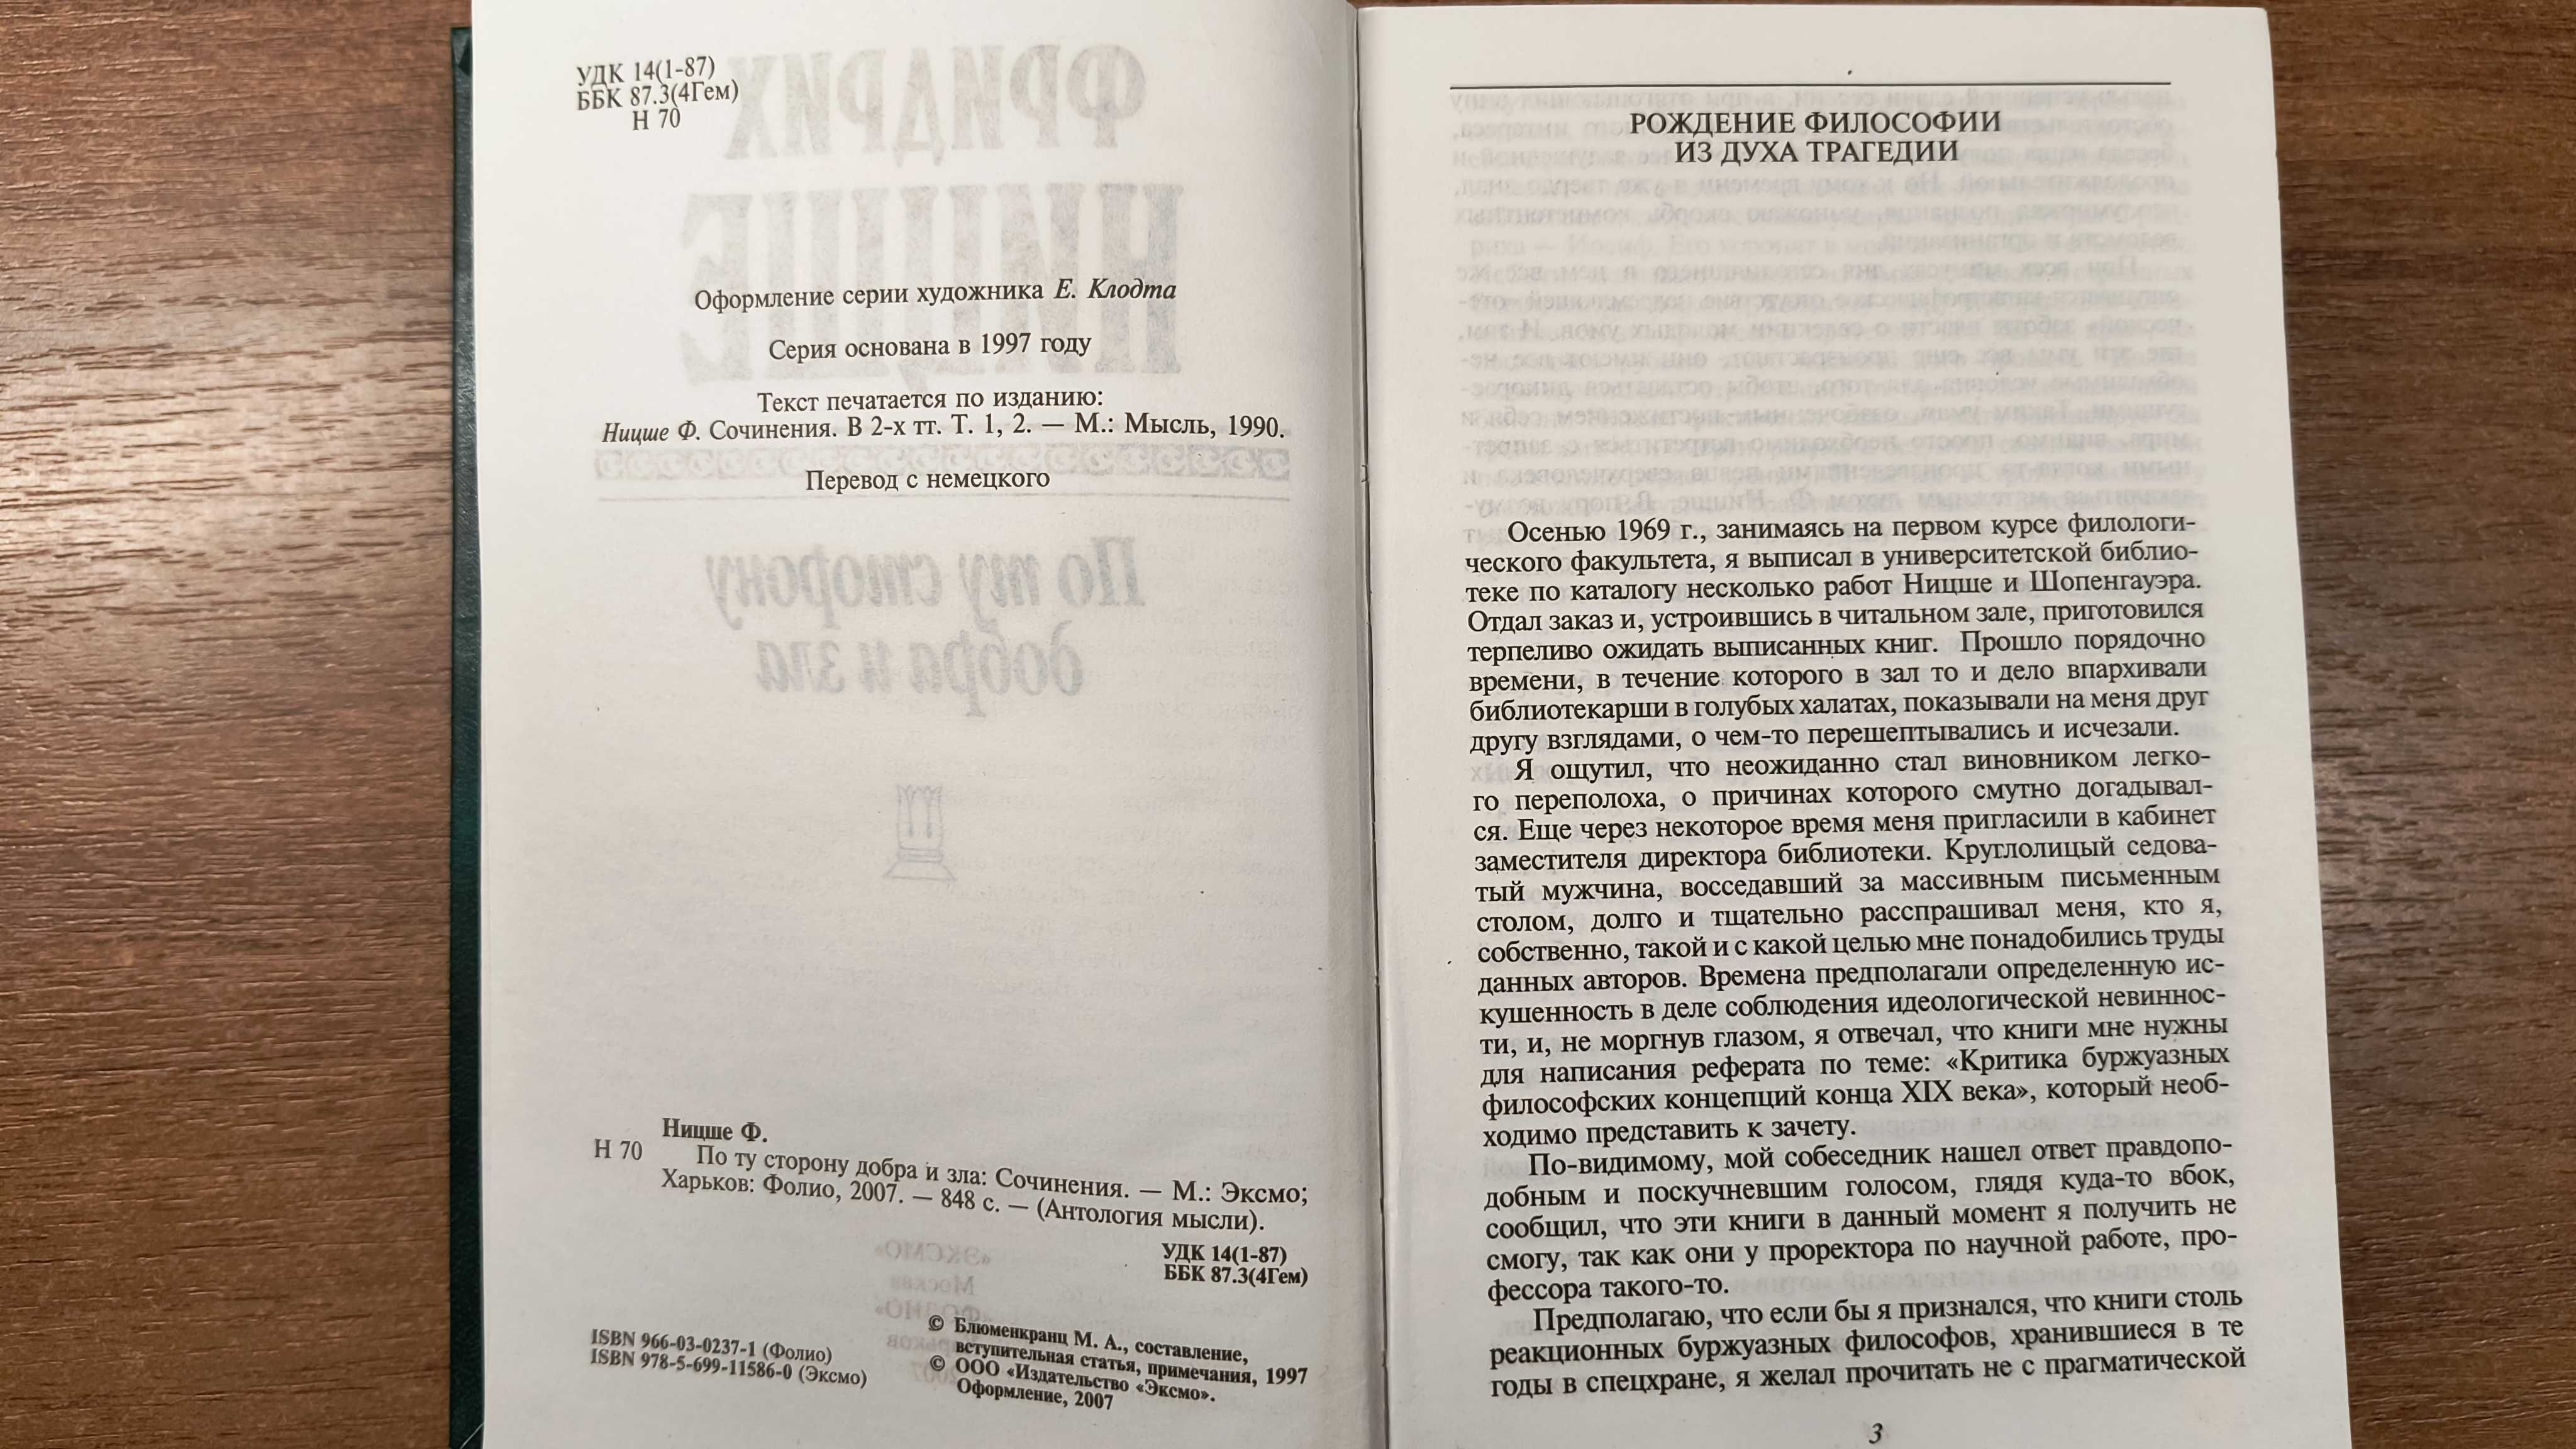 УДК 14(1-87)
ББК 87.3(4Гем)
Н 70
Оформление серии художника Е. Клодта
Серия основана в 1997 году
Текст печатается по изданию:
Ницше Ф. Сочинения. В 2-х тт. Т. 1, 2. — М.: Мысль, 1990.
Перевод с немецкого
Ницше Ф.
Н 70 По ту сторону добра и зла: Сочинения. — М.: Эксмо;
Харьков: Фолио, 2007. — 848 с. — (Антология мысли).
УДК 14(1-87)
ББК 87.3(4Гем)
ISBN 966-03-0237-1 (Фолио)
ISBN 978-5-699-11586-0 (Эксмо)
© Блюменкранц М. А., составление,
вступительная статья, примечания, 1997
© ООО «Издательство «Эксмо».
Оформление, 2007
РОЖДЕНИЕ ФИЛОСОФИИ
ИЗ ДУХА ТРАГЕДИИ
Осенью 1969 г., занимаясь на первом курсе филологи-
ческого факультета, я выписал в университетской библио-
теке по каталогу несколько работ Ницше и Шопенгауэра.
Отдал заказ и, устроившись в читальном зале, приготовился
терпеливо ожидать выписанных книг. Прошло порядочно
времени, в течение которого в зал то и дело впархивали
библиотекарши в голубых халатах, показывали на меня друг
другу взглядами, о чем-то перешептывались и исчезали.
Я ощутил, что неожиданно стал виновником легко-
го переполоха, о причинах которого смутно догадывал-
ся. Еще через некоторое время меня пригласили в кабинет
заместителя директора библиотеки. Круглолицый седова-
тый мужчина, восседавший за массивным письменным
столом, долго и тщательно расспрашивал меня, кто я,
собственно, такой и с какой целью мне понадобились труды
данных авторов. Времена предполагали определенную ис-
кушенность в деле соблюдения идеологической невиннос-
ти, и, не моргнув глазом, я отвечал, что книги мне нужны
для написания реферата по теме: «Критика буржуазных
философских концепций конца XIX века», который необ-
ходимо представить к зачету.
По-видимому, мой собеседник нашел ответ правдопо-
добным и поскучневшим голосом, глядя куда-то вбок,
сообщил, что эти книги в данный момент я получить не
смогу, так как они у проректора по научной работе, про-
фессора такого-то.
Предполагаю, что если бы я признался, что книги столь
реакционных буржуазных философов, хранившиеся в те
годы в спецхране, я желал прочитать не с прагматической
3